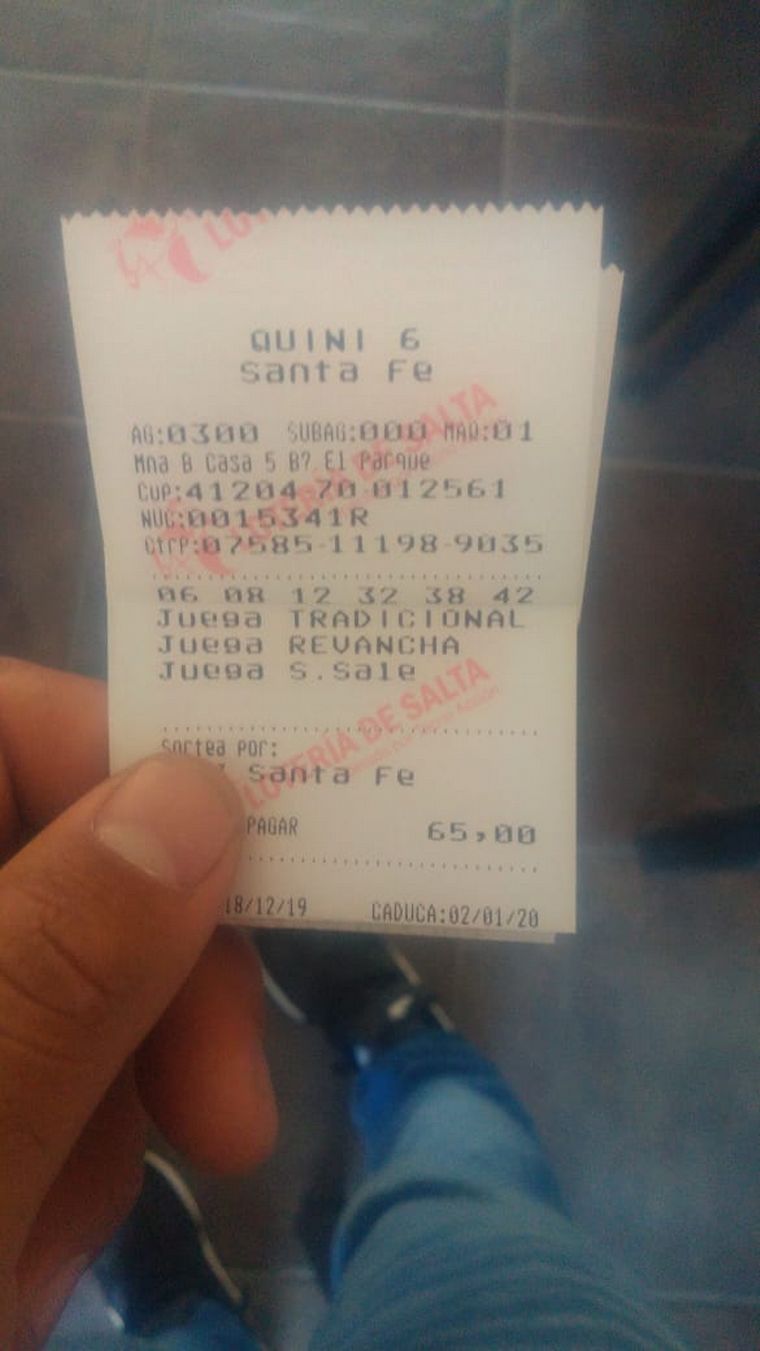 QUINI 6
Santa Fe
AG:0300 SUBAG:000 MAQ:01
Mna B Casa 5 Bº El Parque
Cup:41204-70-012561
NUC:0015341R
CtrP:07585-11198-9035
06 08 12 32 38 42
Juega TRADICIONAL
Juega REVANCHA
Juega S.Sale
LOTERÍA DE SALTA
Sortea por:
Santa Fe
PAGAR 65,00
18/12/19 CADUCA:02/01/20